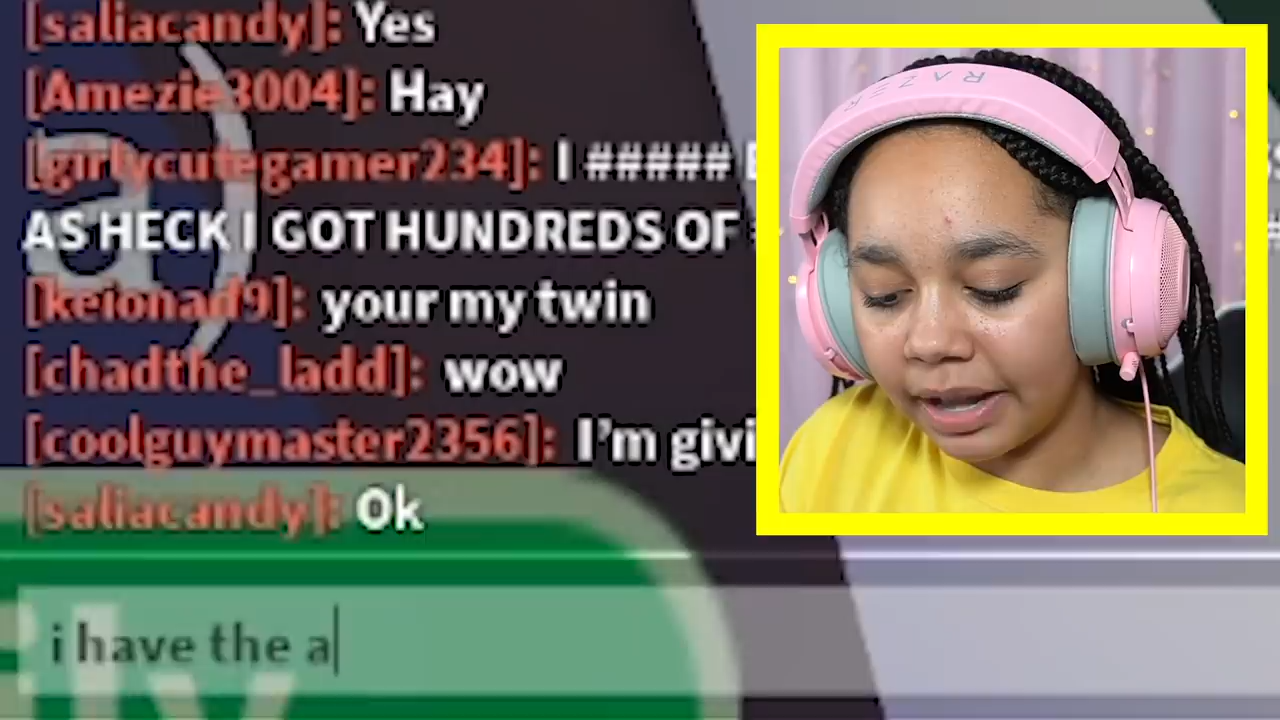 [saliacandy]: Yes
[Amezie3004]: Hay
[girlycutegamer234]: I #####
AS HECK I GOT HUNDREDS OF
[keionad9]: your my twin
[chadthe_ladd]: wow
[coolguymaster2356]: I'm givi
[saliacandy]: Ok
i have the a
RAZER